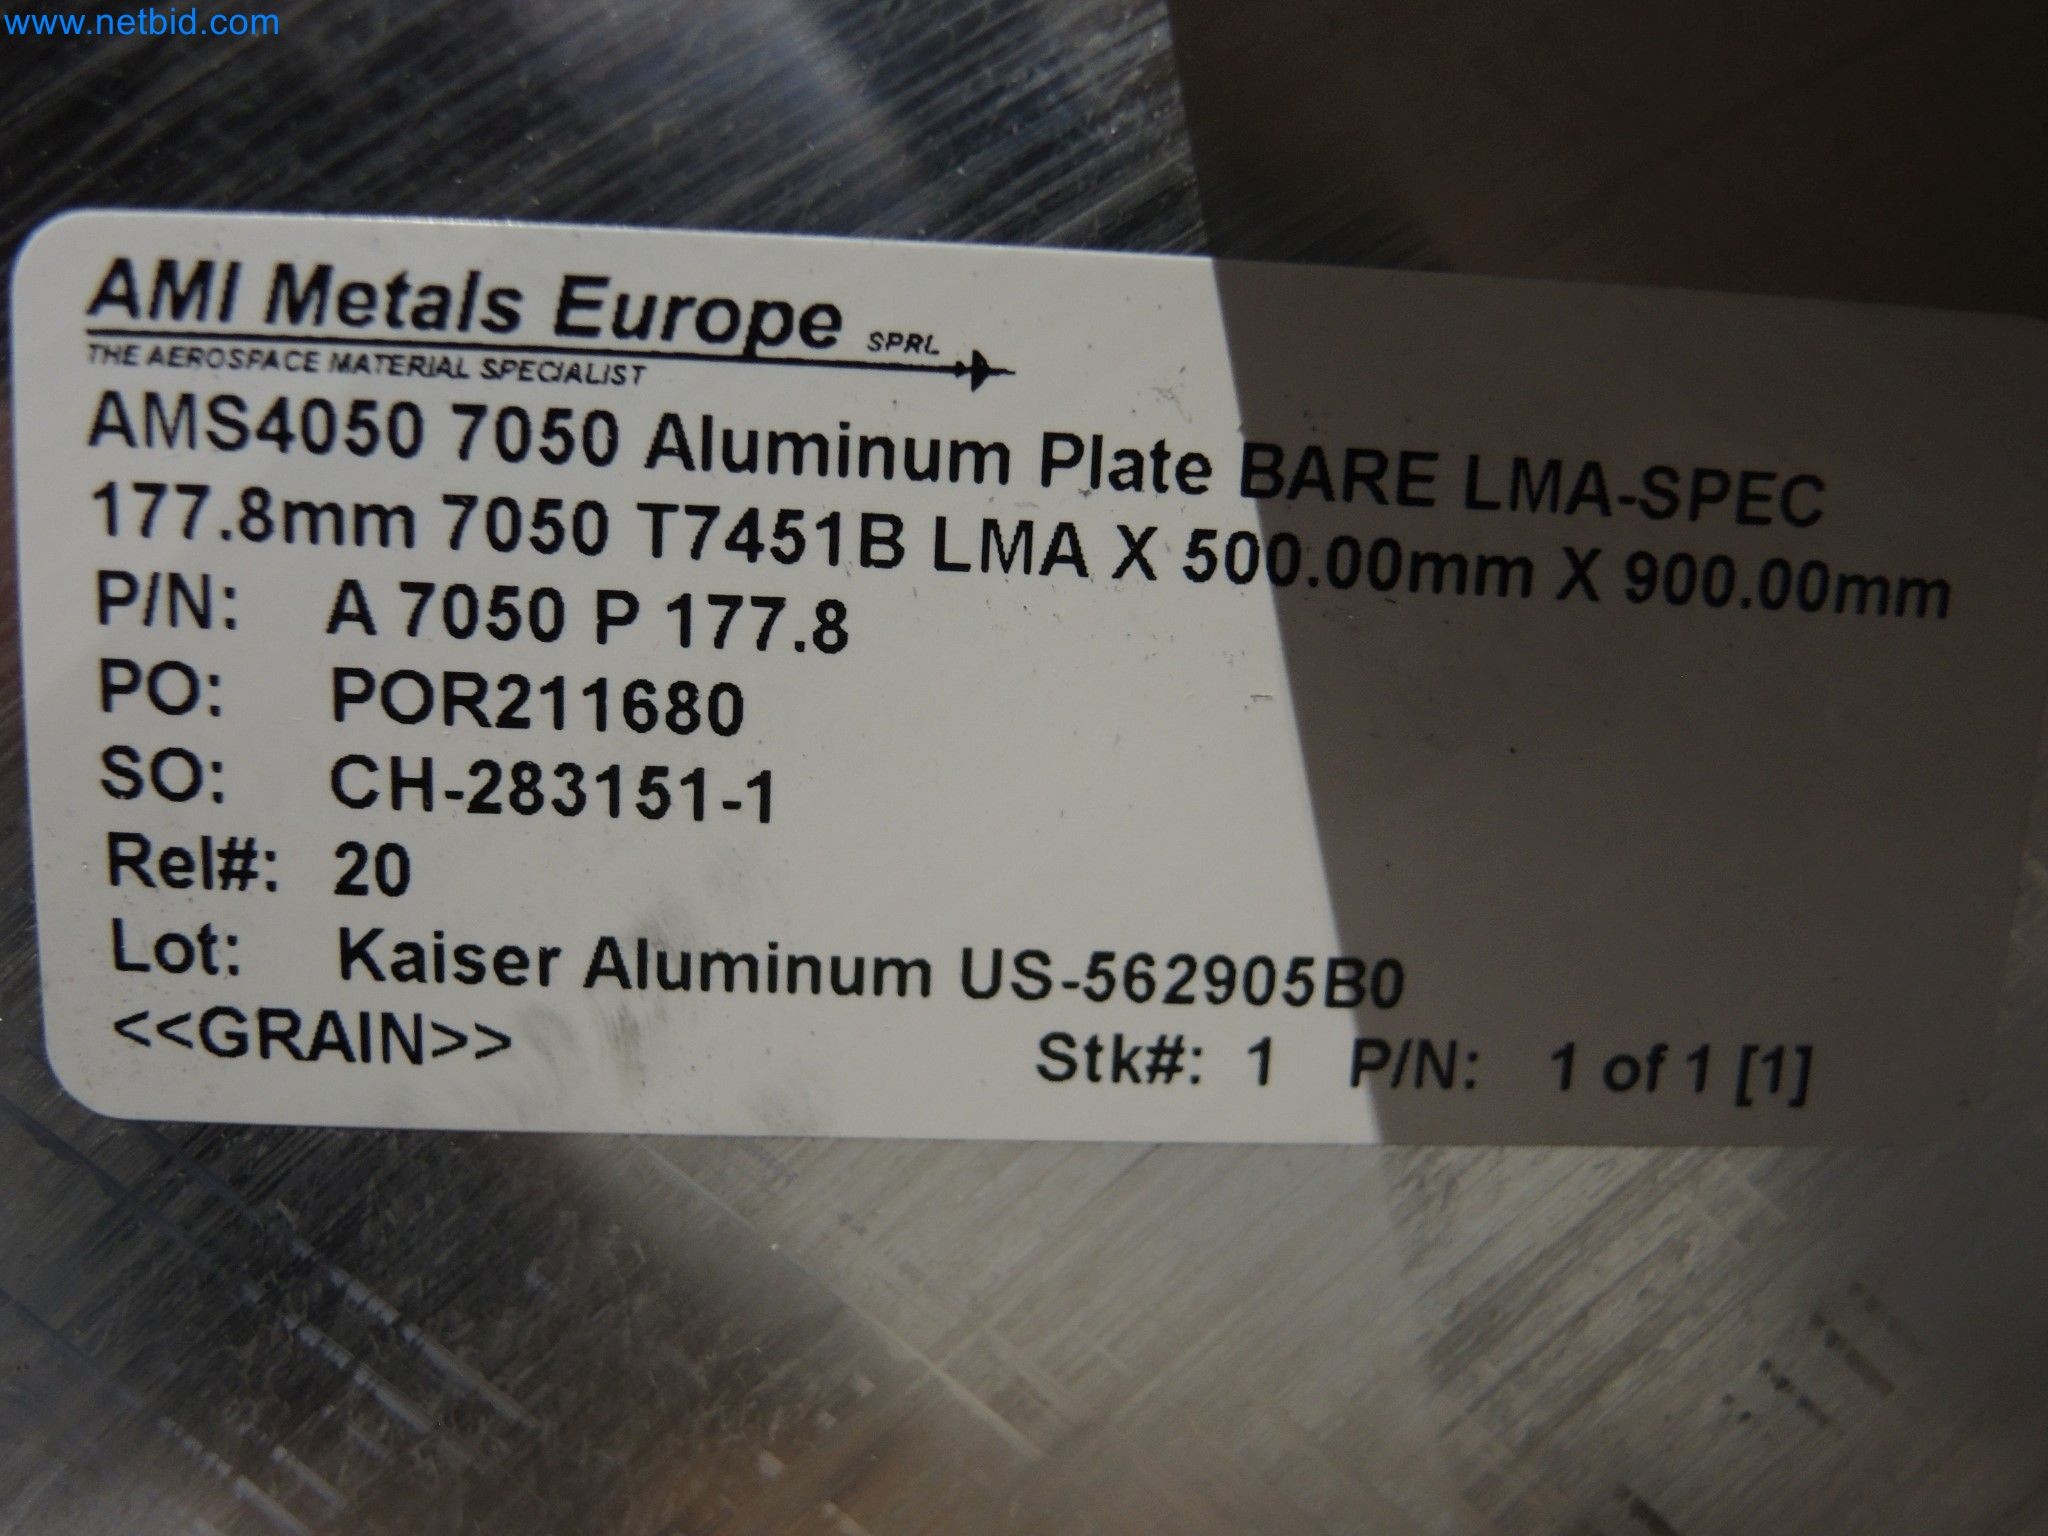 www.netbid.com
AMI Metals Europe SPRL
THE AEROSPACE MATERIAL SPECIALIST
AMS4050 7050 Aluminum Plate BARE LMA-SPEC
177.8mm 7050 T7451B LMA X 500.00mm X 900.00mm
P/N: A 7050 P 177.8
PO: POR211680
SO: CH-283151-1
Rel#: 20
Lot: Kaiser Aluminum US-562905B0
<<GRAIN>> Stk#: 1 P/N: 1 of 1 [1]